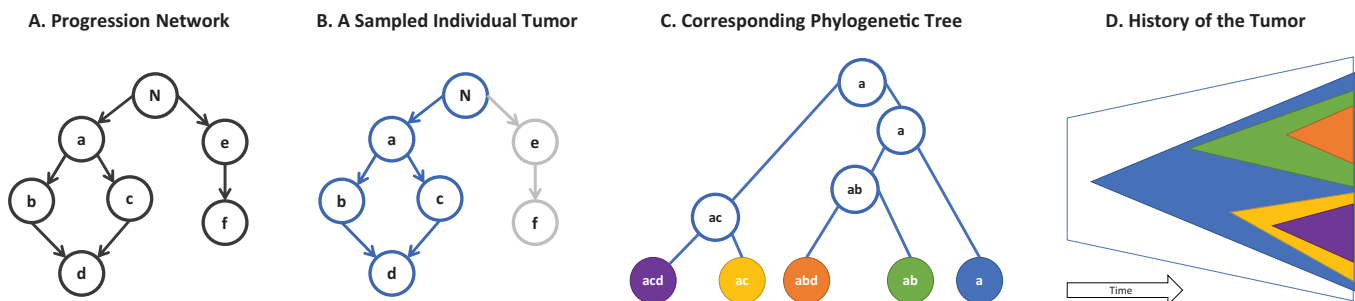 A. Progression Network
B. A Sampled Individual Tumor
C. Corresponding Phylogenetic Tree
D. History of the Tumor
N
a
e
b
c
f
d
N
a
e
b
c
f
d
a
a
ab
ac
acd
ac
abd
ab
a
Time